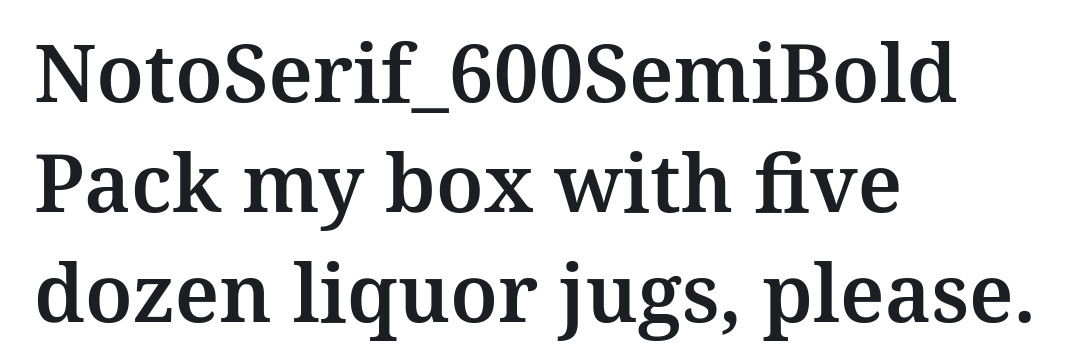 NotoSerif_600SemiBold
Pack my box with five
dozen liquor jugs, please.